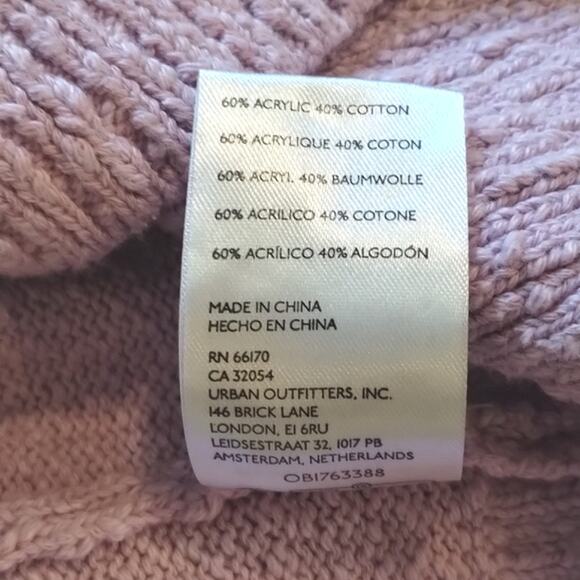 60% ACRYLIC 40% COTTON
60% ACRYLIQUE 40% COTON
60% ACRYL 40% BAUMWOLLE
60% ACRILICO 40% COTONE
60% ACRÍLICO 40% ALGODÓN
MADE IN CHINA
HECHO EN CHINA
RN 66170
CA 32054
URBAN OUTFITTERS, INC.
146 BRICK LANE
LONDON, E1 6RU
LEIDSESTRAAT 32, 1017 PB
AMSTERDAM, NETHERLANDS
OB1763388